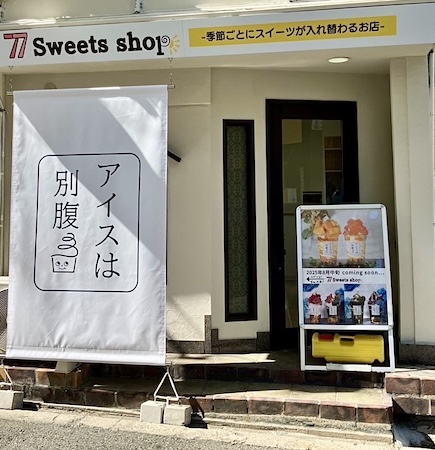 77 Sweets shop
-季節ごとにスイーツが入れ替わるお店-
アイスは
別腹
2025年8月中旬 coming soon...
77 Sweets shop